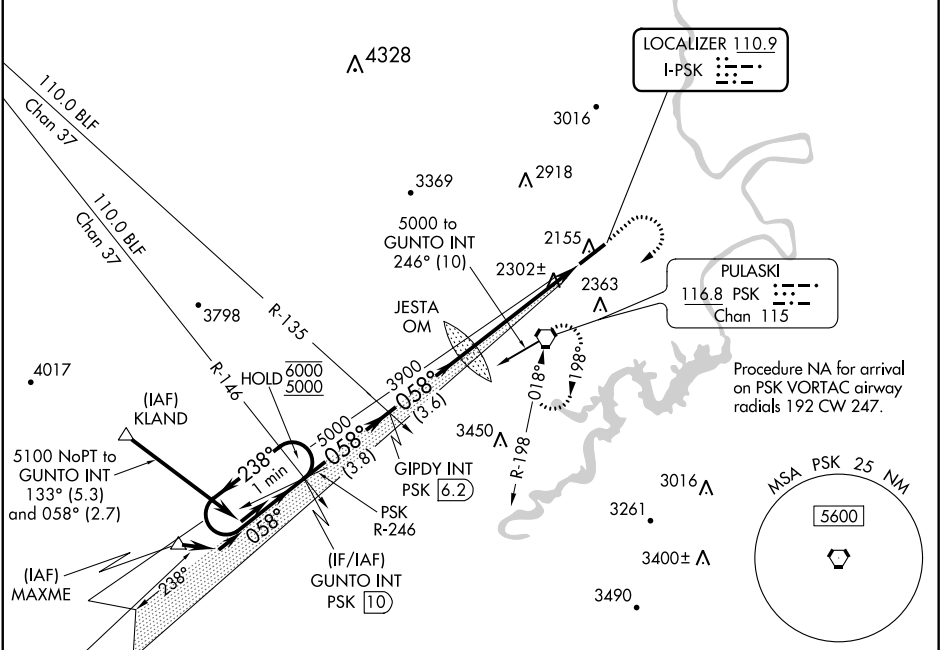 4328
LOCALIZER 110.9
I-PSK
110.0 BLF
Chan 37
3016
2918
3369
110.0 BLF
Chan 37
5000 to
GUNTO INT
246° (10)
2155
2302±
2363
PULASKI
116.8 PSK
Chan 115
JESTA
OM
R-135
3798
R-146
4017
HOLD
6000
5000
3900
5000
058°
(3.6)
058°
(3.8)
018°
198°
R-198
Procedure NA for arrival
on PSK VORTAC airway
radials 192 CW 247.
(IAF)
KLAND
3450
5100 NoPT to
GUNTO INT
133° (5.3)
and 058° (2.7)
238°
1 min
058°
GIPDY INT
PSK 6.2
PSK
R-246
3016
3261
3400±
3490
MSA PSK 25 NM
5600
(IAF)
MAXME
238°
(IF/IAF)
GUNTO INT
PSK 10